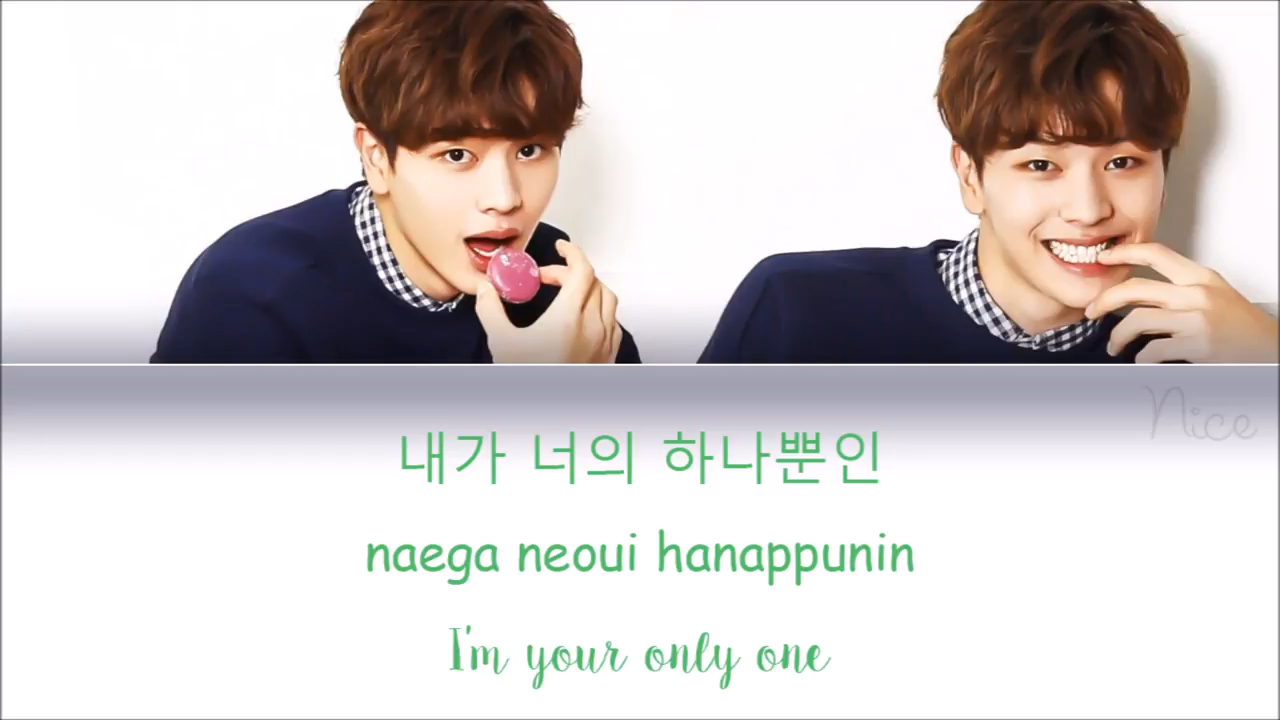 Nice
내가 너의 하나뿐인
naega neoui hanappunin
I'm your only one